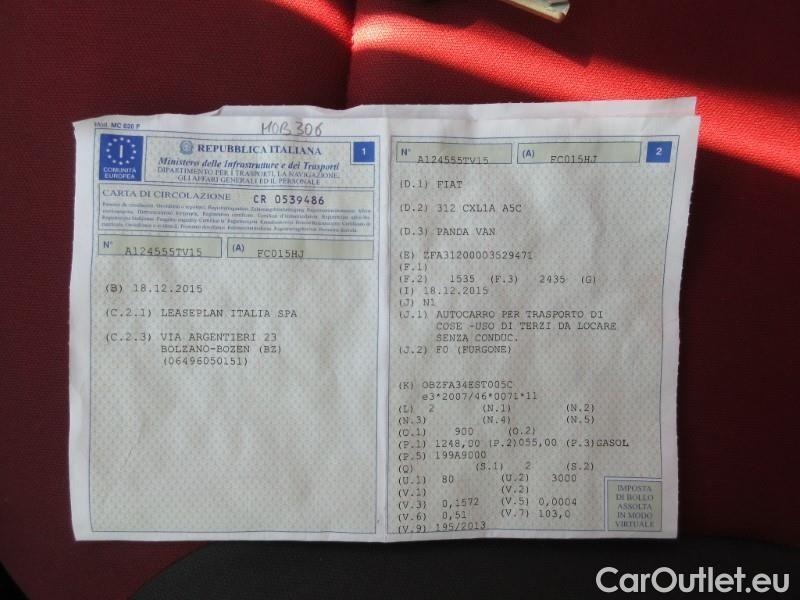 Mod. MC 820 F
MOB 306
I
COMUNITÀ
EUROPEA
REPUBBLICA ITALIANA
1
Ministero delle Infrastrutture e dei Trasporti
DIPARTIMENTO PER I TRASPORTI, LA NAVIGAZIONE,
GLI AFFARI GENERALI ED IL PERSONALE
CARTA DI CIRCOLAZIONE
CR 0539486
N° A124555TV15 (A) FC015HJ
(B) 18.12.2015
(C.2.1) LEASEPLAN ITALIA SPA
(C.2.3) VIA ARGENTIERI 23
BOLZANO-BOZEN (BZ)
(06496050151)
N° A124555TV15 (A) FC015HJ 2
(D.1) FIAT
(D.2) 312 CXL1A A5C
(D.3) PANDA VAN
(E) ZFA31200003529471
(F.1)
(F.2) 1535 (F.3) 2435 (G)
(I) 18.12.2015
(J) N1
(J.1) AUTOCARRO PER TRASPORTO DI
COSE -USO DI TERZI DA LOCARE
SENZA CONDUC.
(J.2) F0 (FURGONE)
(K) OBZFA34EST005C
e3*2007/46*0071*11
(L) 2 (N.1) (N.2)
(N.3) (N.4) (N.5)
(O.1) 900 (O.2)
(P.1) 1248,00 (P.2)055,00 (P.3)GASOL
(P.5) 199A9000
(Q) (S.1) 2 (S.2)
(U.1) 80 (U.2) 3000
(V.1) (V.2)
(V.3) 0,1572 (V.5) 0,0004
(V.6) 0,51 (V.7) 103,0
(V.9) 195/2013
IMPOSTA
DI BOLLO
ASSOLTA
IN MODO
VIRTUALE
CarOutlet.eu